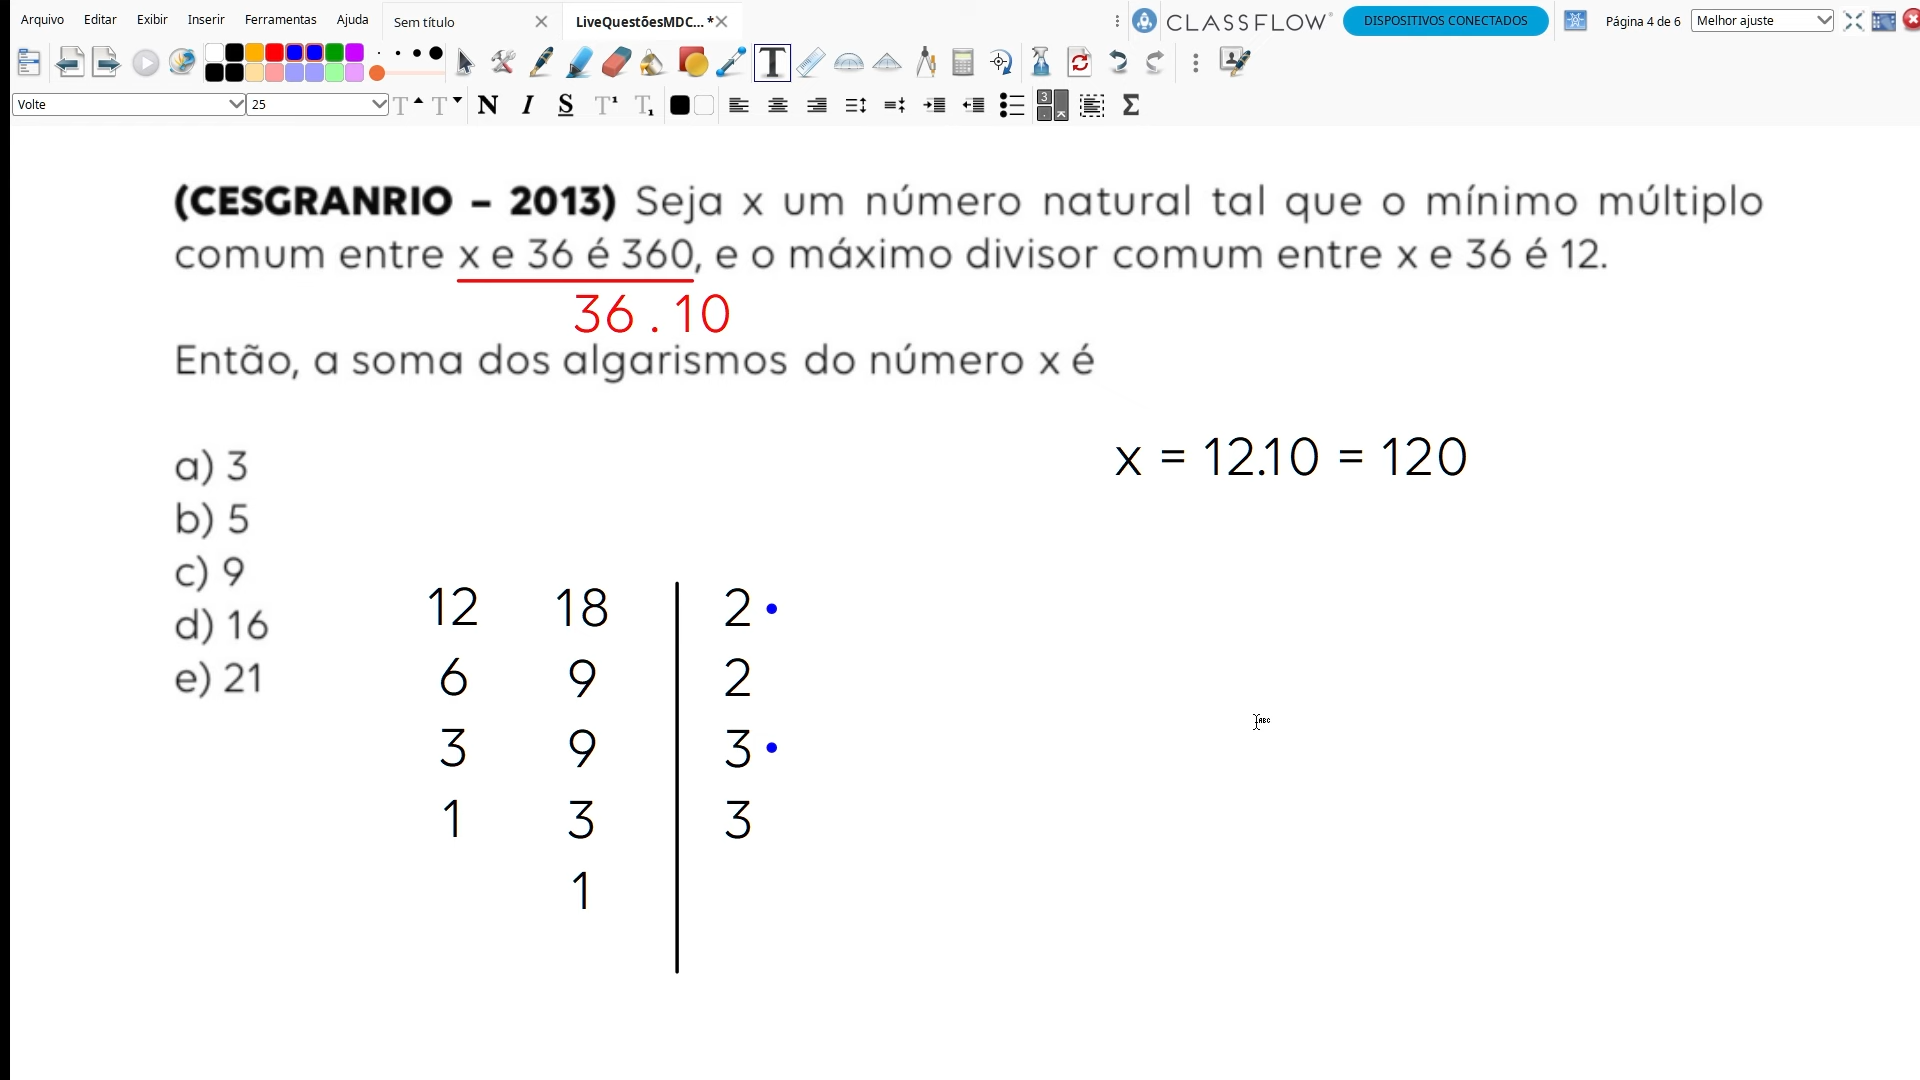 Arquivo Editar Exibir Inserir Ferramentas Ajuda Sem título LiveQuestõesMDC... * CLASSFLOW DISPOSITIVOS CONECTADOS Página 4 de 6 Melhor ajuste
Volte 25 N I S Σ
(CESGRANRIO – 2013) Seja x um número natural tal que o mínimo múltiplo
comum entre x e 36 é 360, e o máximo divisor comum entre x e 36 é 12.
36 . 10
Então, a soma dos algarismos do número x é
a) 3
b) 5
c) 9
d) 16
e) 21
x = 12.10 = 120
12 18 2
6 9 2
3 9 3
1 3 3
1